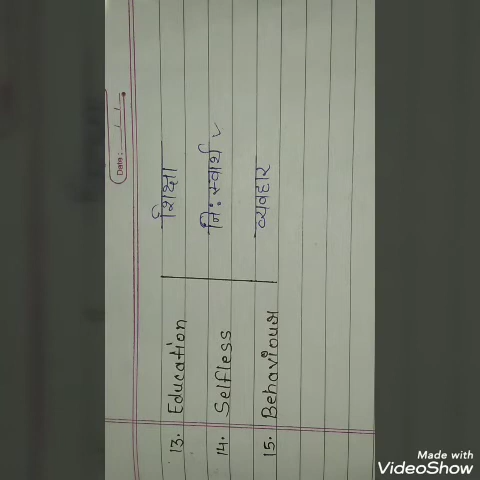 Date:
13. Education शिक्षा
14. Selfless निः स्वार्थ
15. Behaviour व्यवहार
Made with
VideoShow